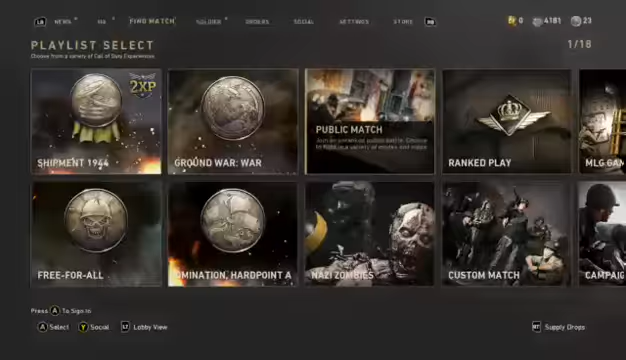 LB NEWS HQ FIND MATCH SOLDIER ORDERS SOCIAL SETTINGS STORE RB
0 4181 23
PLAYLIST SELECT
Choose from a variety of Call of Duty Experiences
1/18
2XP
SHIPMENT 1944
GROUND WAR: WAR
PUBLIC MATCH
RANKED PLAY
MLG GAM
FREE-FOR-ALL
OMINATION, HARDPOINT A
NAZI ZOMBIES
CUSTOM MATCH
CAMPAIG
Press A To Sign In
A Select Y Social LT Lobby View
RT Supply Drops